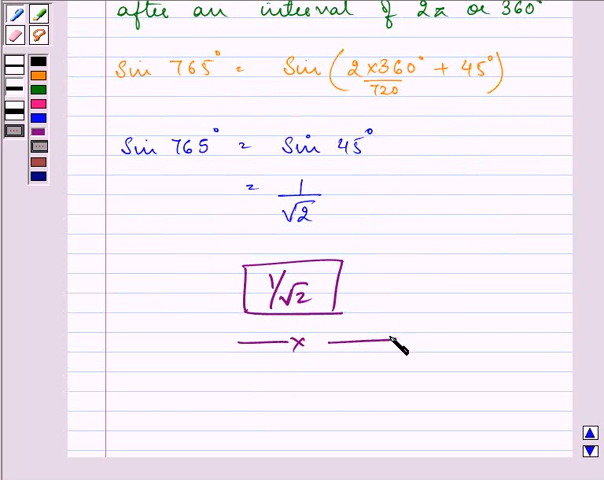 after an interval of 2π or 360°
Sin 765° = Sin (2×360° + 45°)
720
Sin 765° = Sin 45°
= 1/√2
1/√2
x